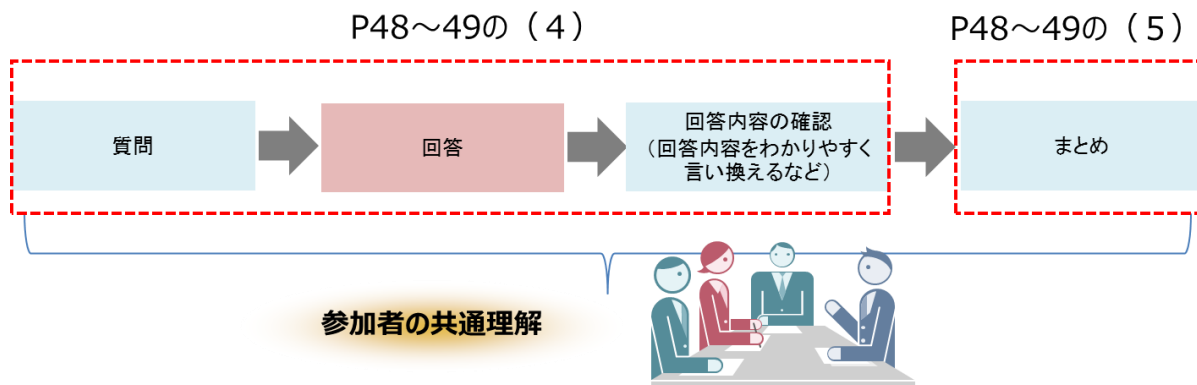 P48～49の（4）
P48～49の（5）
質問
回答
回答内容の確認
（回答内容をわかりやすく
言い換えるなど）
まとめ
参加者の共通理解